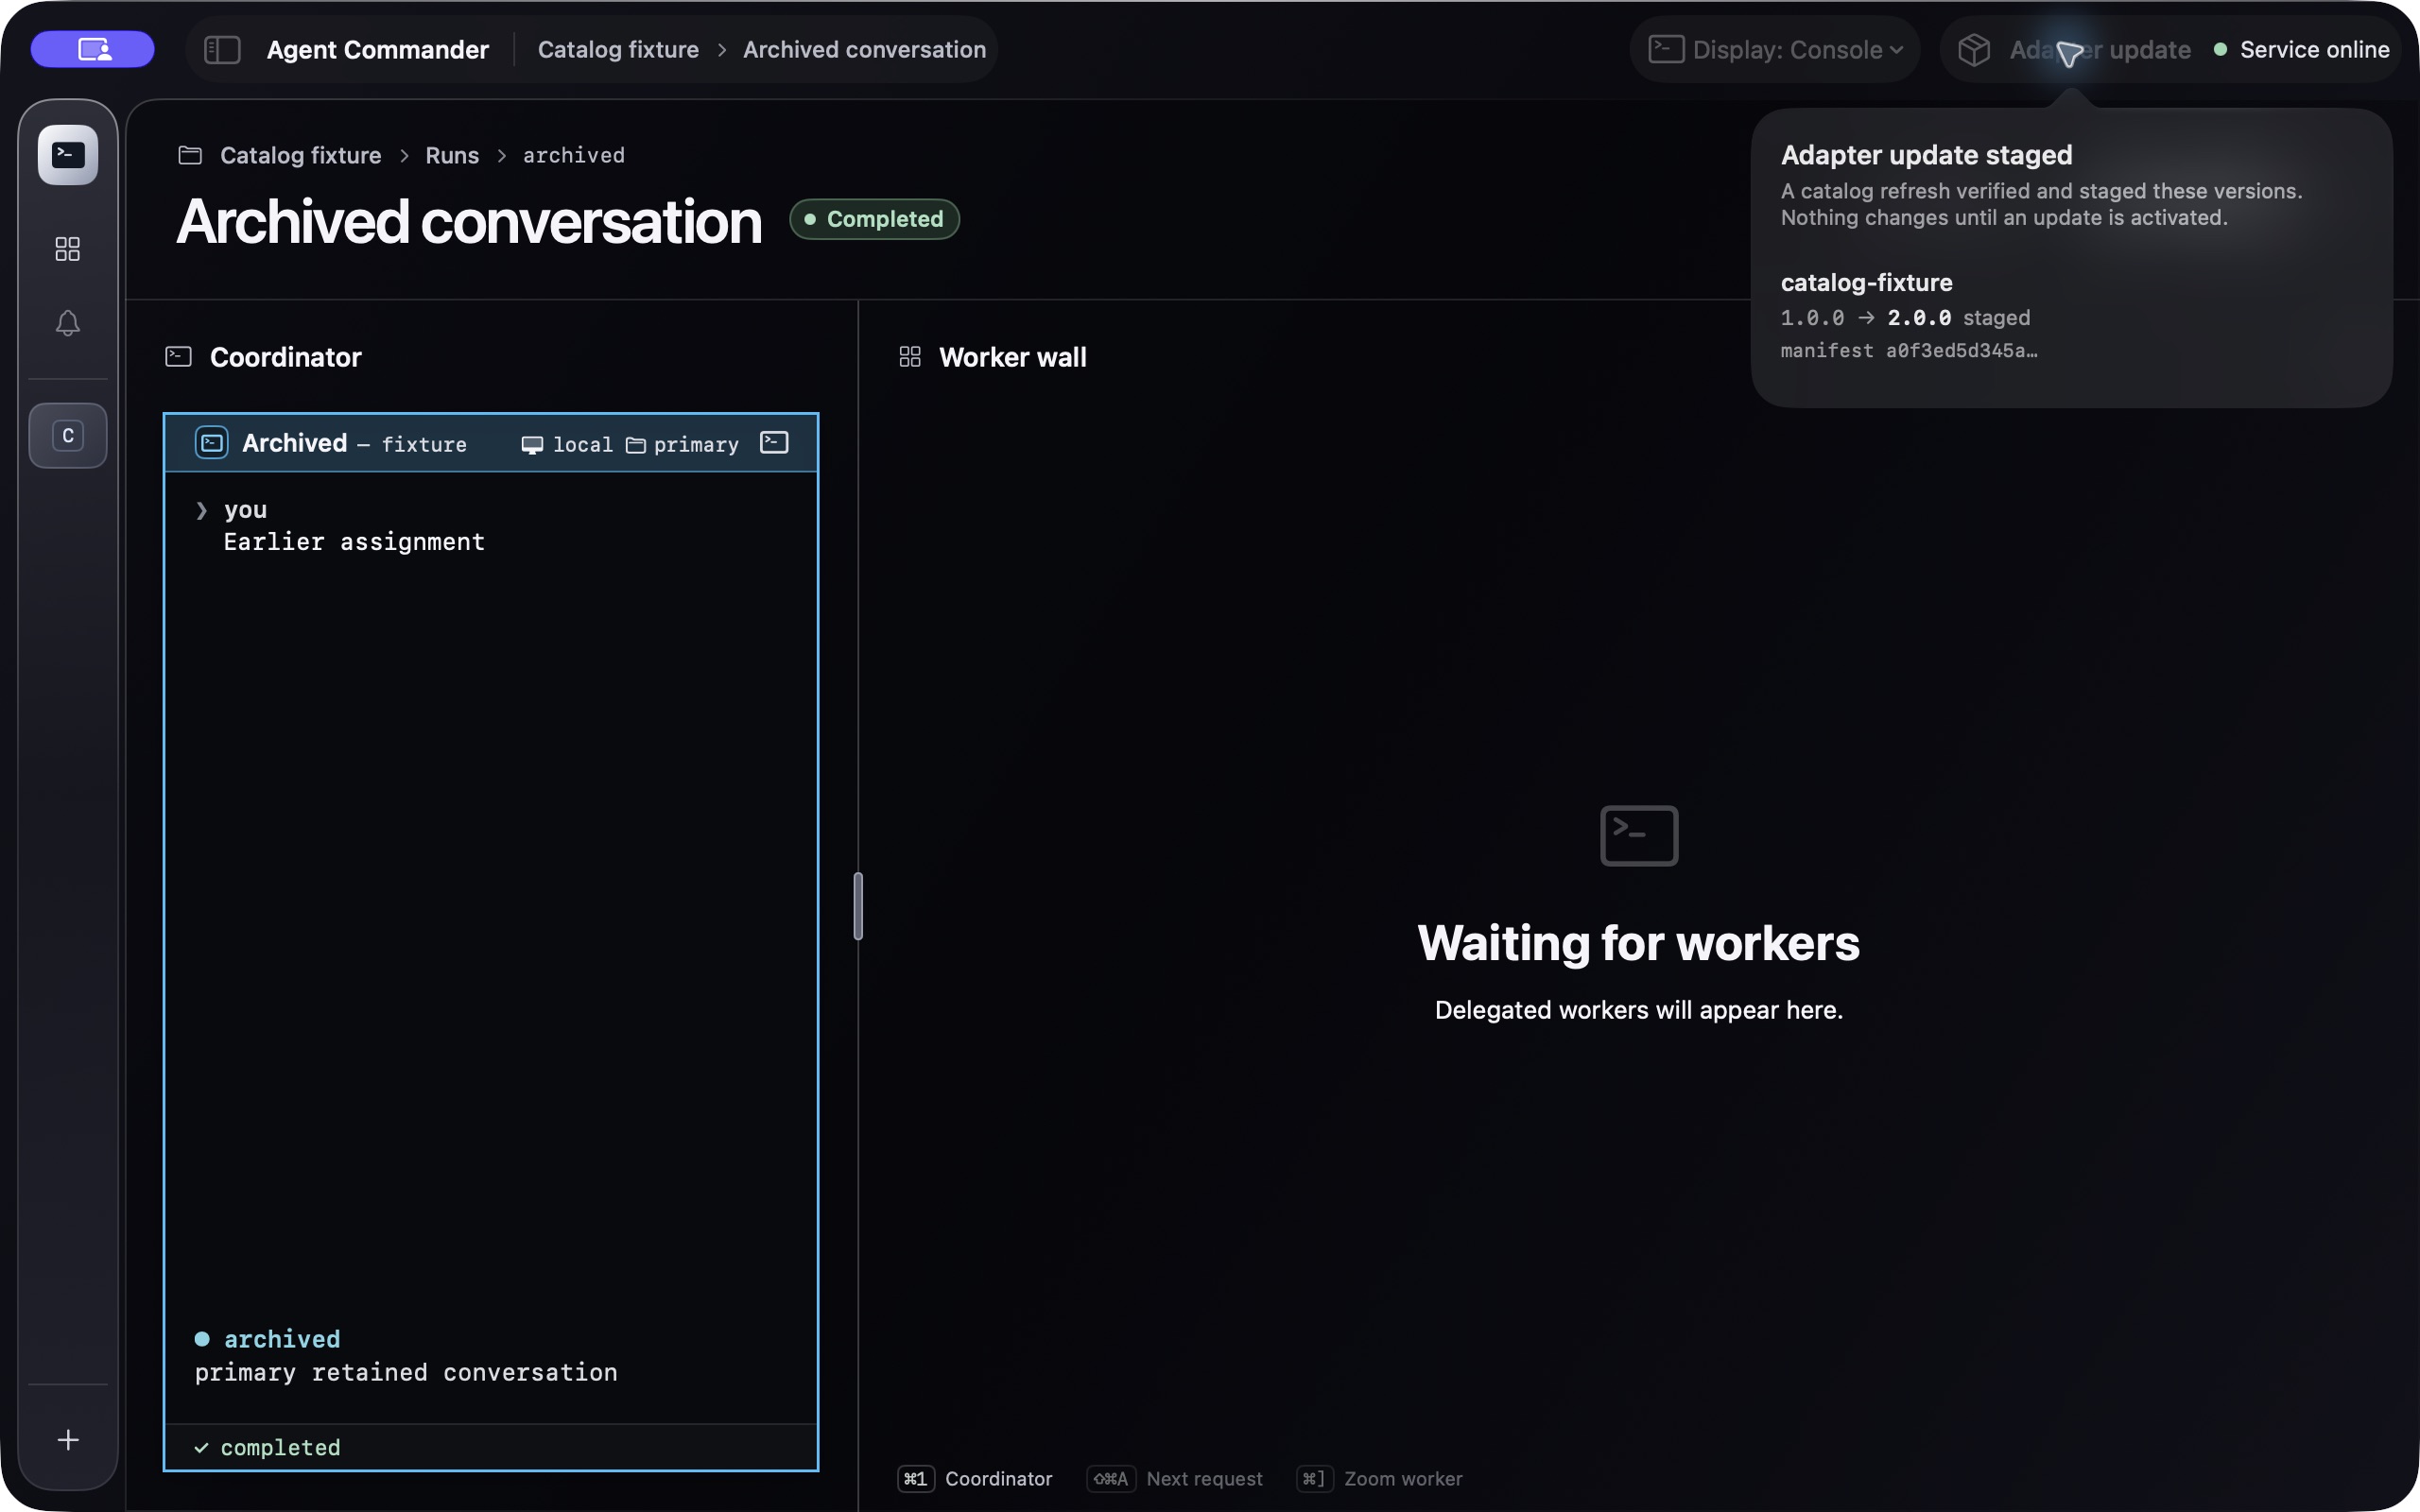 Agent Commander
Catalog fixture > Archived conversation
Display: Console
Adapter update
Service online
Catalog fixture > Runs > archived
Archived conversation
Completed
Adapter update staged
A catalog refresh verified and staged these versions.
Nothing changes until an update is activated.
catalog-fixture
1.0.0 → 2.0.0 staged
manifest a0f3ed5d345a…
C
Coordinator
Archived — fixture local primary
❯ you
Earlier assignment
● archived
primary retained conversation
✓ completed
Worker wall
Waiting for workers
Delegated workers will appear here.
⌘1 Coordinator ⇧⌘A Next request ⌘] Zoom worker